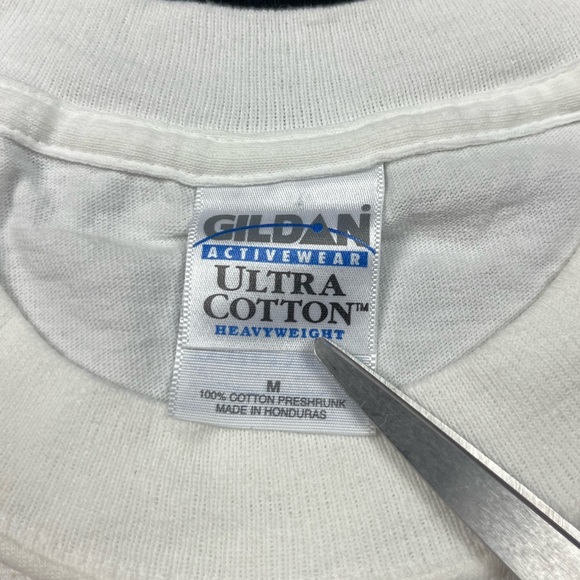 GILDAN
ACTIVEWEAR
ULTRA
COTTON™
HEAVYWEIGHT
M
100% COTTON PRESHRUNK
MADE IN HONDURAS